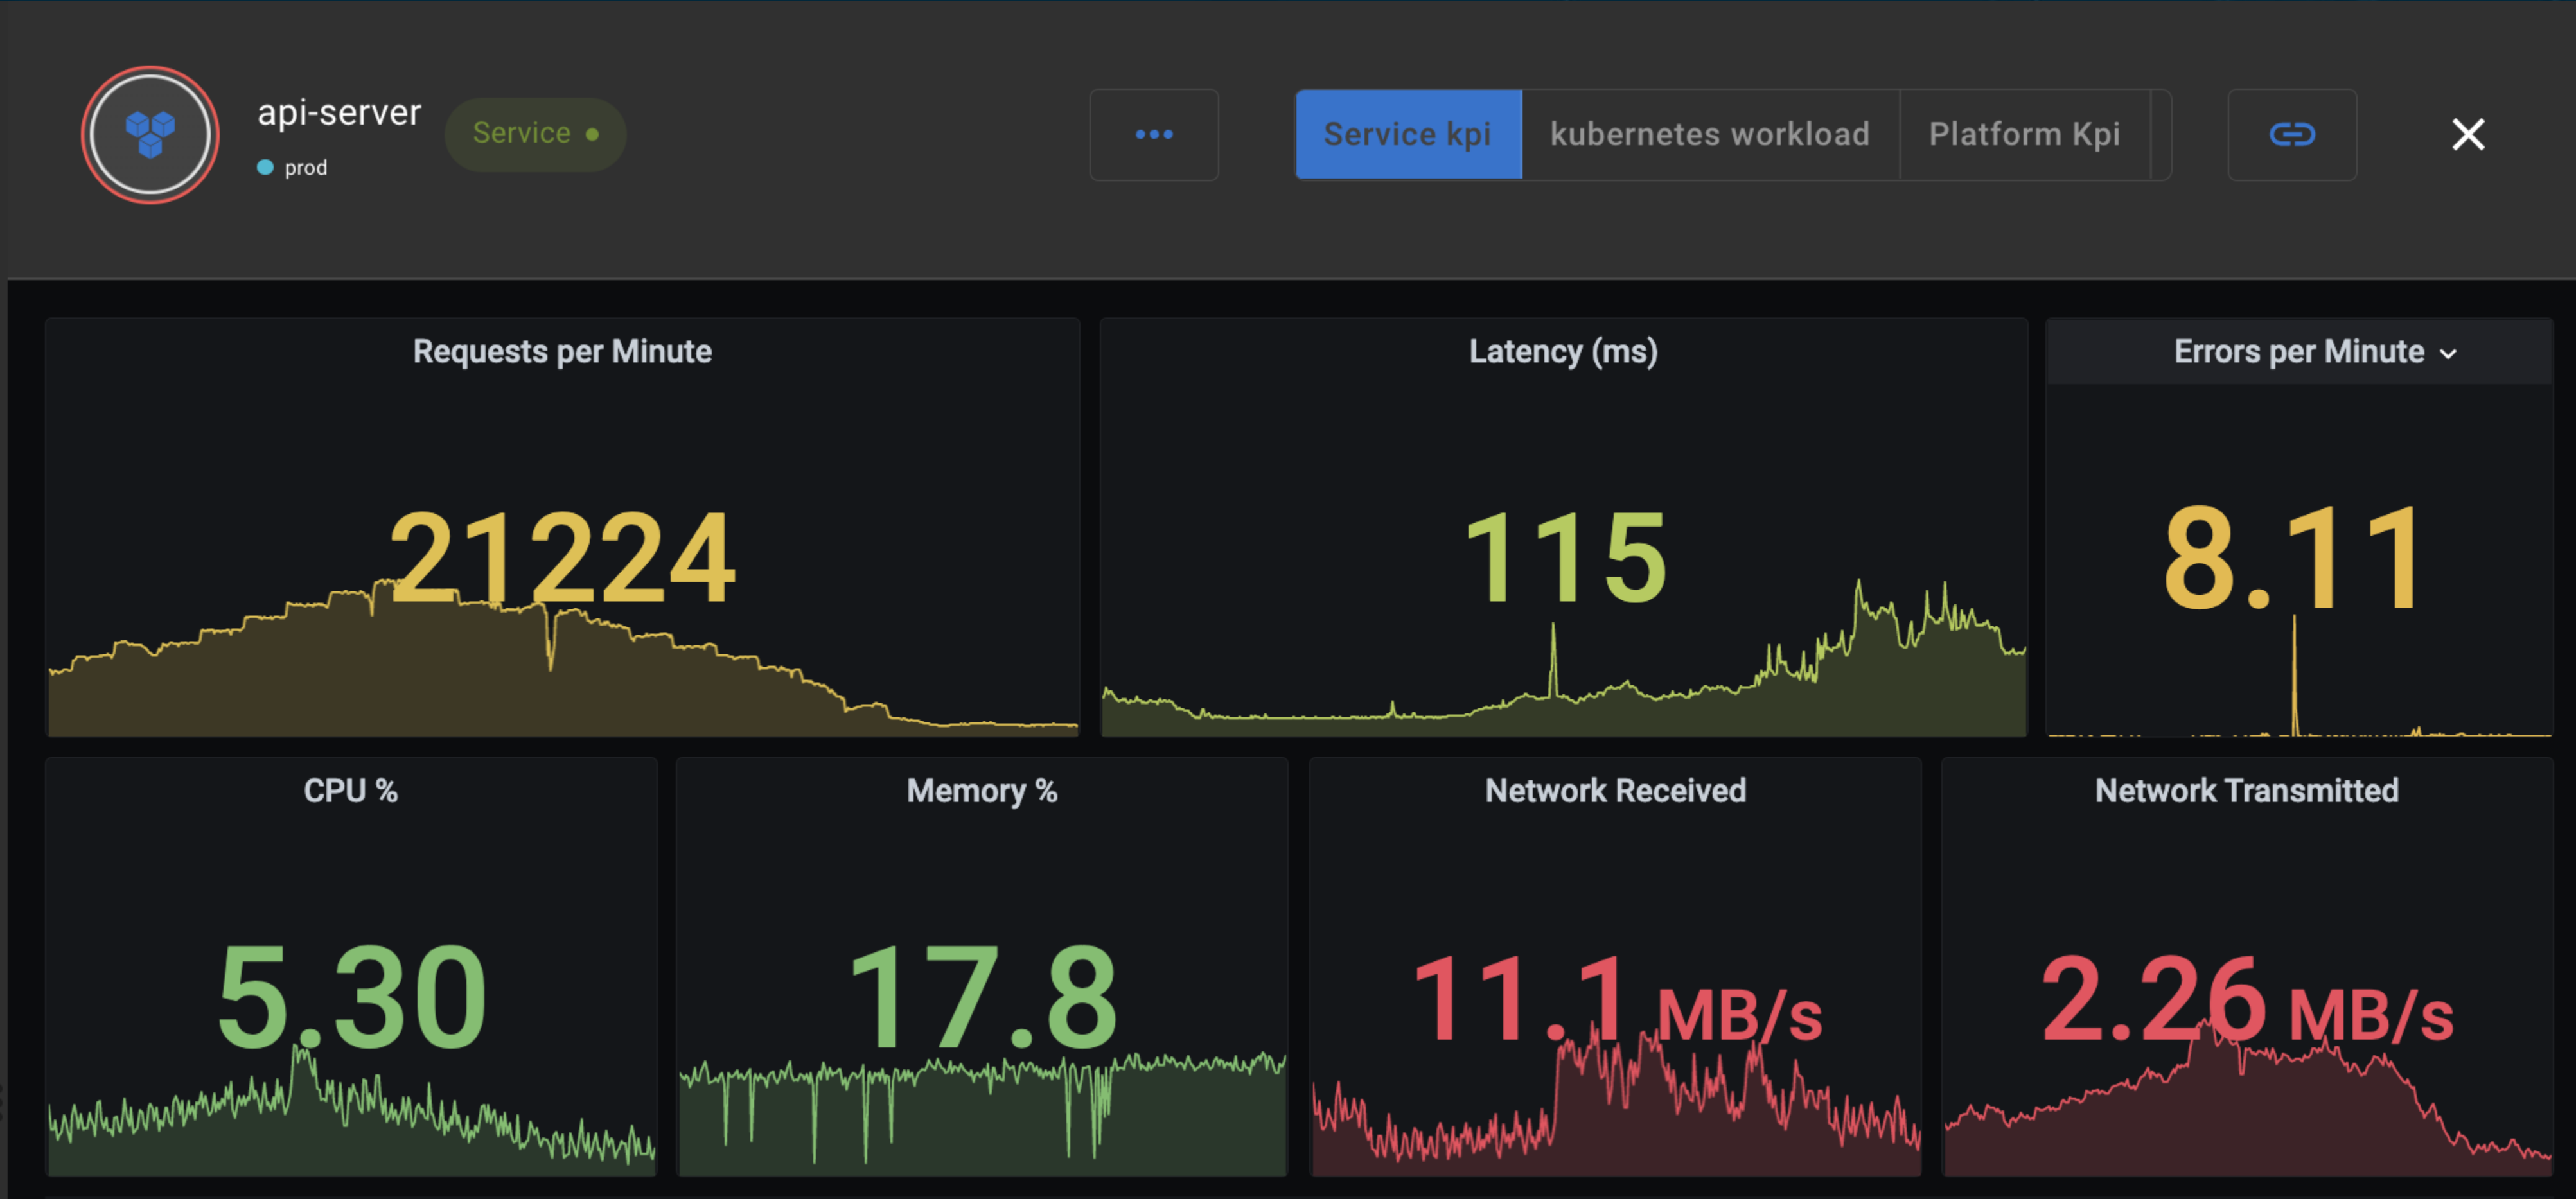 api-server
Service
prod
Service kpi
kubernetes workload
Platform Kpi
Requests per Minute
21224
Latency (ms)
115
Errors per Minute
8.11
CPU %
5.30
Memory %
17.8
Network Received
11.1 MB/s
Network Transmitted
2.26 MB/s